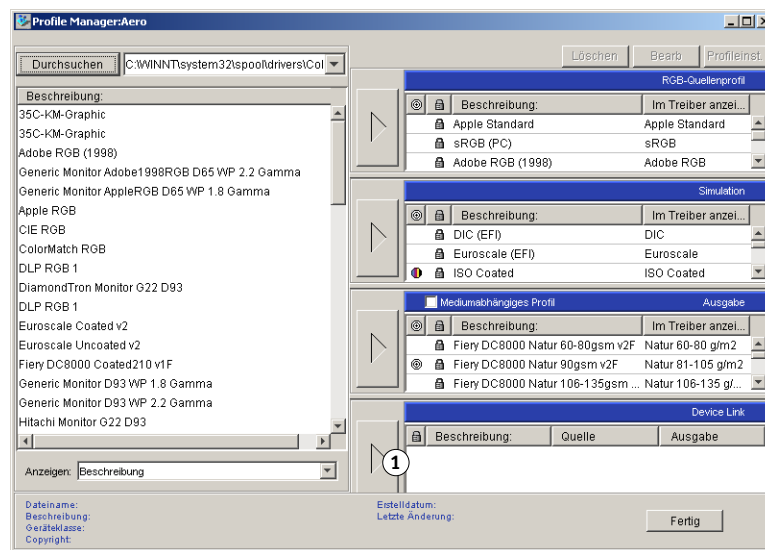 Profile Manager:Aero
Durchsuchen
C:\WINNT\system32\spool\drivers\Col
Löschen
Bearb
Profileinst.
Beschreibung:
35C-KM-Graphic
35C-KM-Graphic
Adobe RGB (1998)
Generic Monitor Adobe1998RGB D65 WP 2.2 Gamma
Generic Monitor AppleRGB D65 WP 1.8 Gamma
Apple RGB
CIE RGB
ColorMatch RGB
DLP RGB 1
DiamondTron Monitor G22 D93
DLP RGB 1
Euroscale Coated v2
Euroscale Uncoated v2
Fiery DC8000 Coated210 v1F
Generic Monitor D93 WP 1.8 Gamma
Generic Monitor D93 WP 2.2 Gamma
Hitachi Monitor G22 D93
Anzeigen: Beschreibung
RGB-Quellenprofil
Beschreibung: Im Treiber anzei...
Apple Standard Apple Standard
sRGB (PC) sRGB
Adobe RGB (1998) Adobe RGB
Simulation
Beschreibung: Im Treiber anzei...
DIC (EFI) DIC
Euroscale (EFI) Euroscale
ISO Coated ISO Coated
Mediumabhängiges Profil Ausgabe
Beschreibung: Im Treiber anzei...
Fiery DC8000 Natur 60-80gsm v2F Natur 60-80 g/m2
Fiery DC8000 Natur 90gsm v2F Natur 81-105 g/m2
Fiery DC8000 Natur 106-135gsm ... Natur 106-135 g/...
Device Link
Beschreibung: Quelle Ausgabe
1
Dateiname:
Beschreibung:
Geräteklasse:
Copyright:
Erstelldatum:
Letzte Änderung:
Fertig